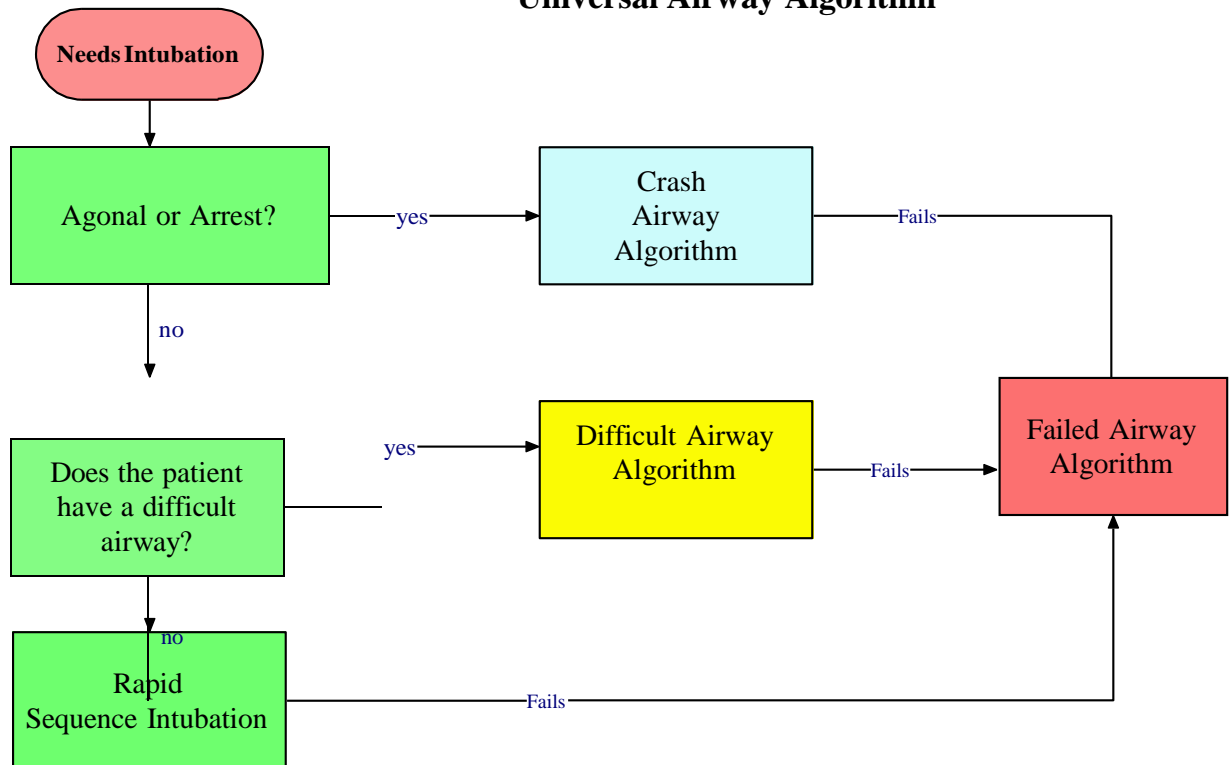 Universal Airway Algorithm
Needs Intubation
Agonal or Arrest?
yes
Crash
Airway
Algorithm
Fails
no
Does the patient
have a difficult
airway?
yes
Difficult Airway
Algorithm
Fails
Failed Airway
Algorithm
no
Rapid
Sequence Intubation
Fails